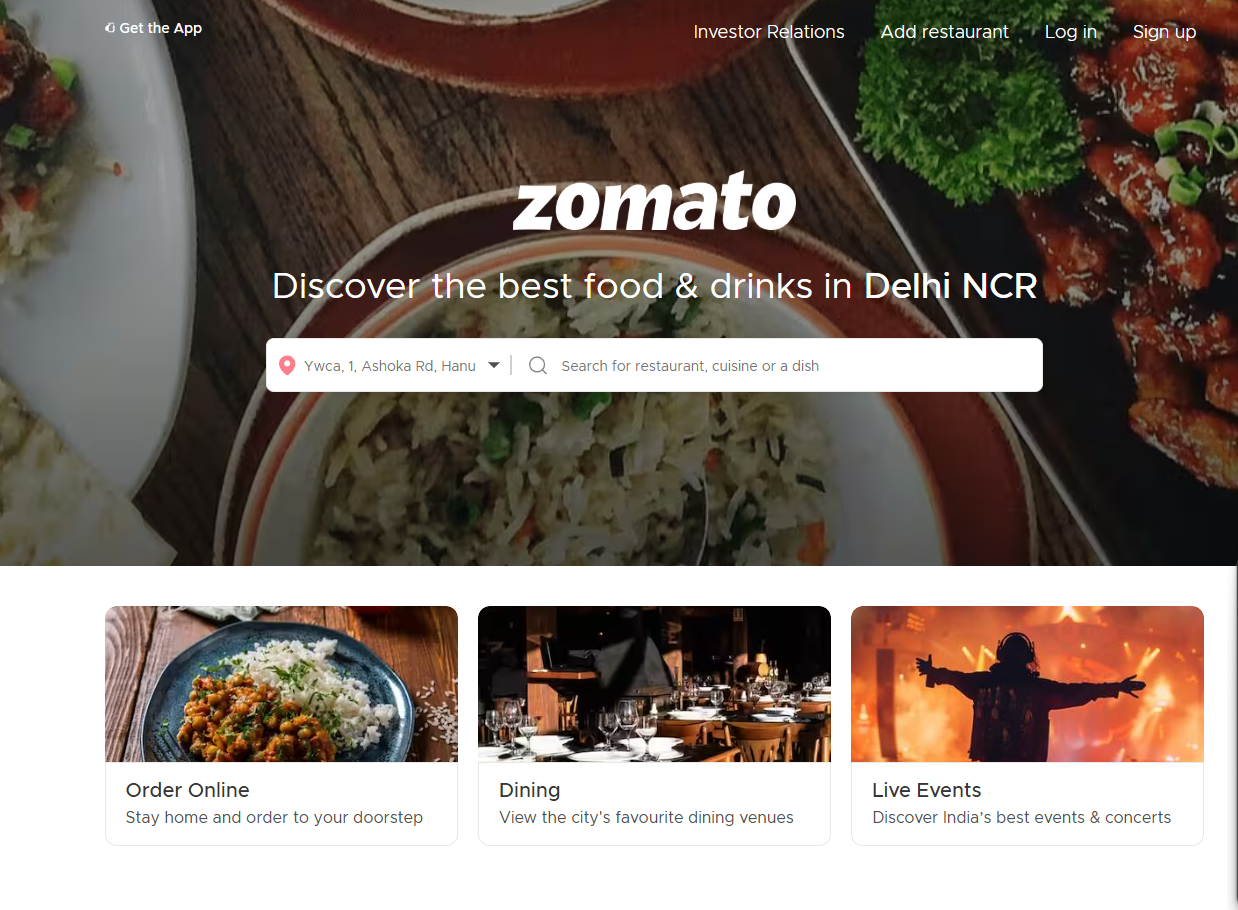 Get the App
Investor Relations
Add restaurant
Log in
Sign up
zomato
Discover the best food & drinks in Delhi NCR
Ywca, 1, Ashoka Rd, Hanu
Search for restaurant, cuisine or a dish
Order Online
Stay home and order to your doorstep
Dining
View the city's favourite dining venues
Live Events
Discover India's best events & concerts